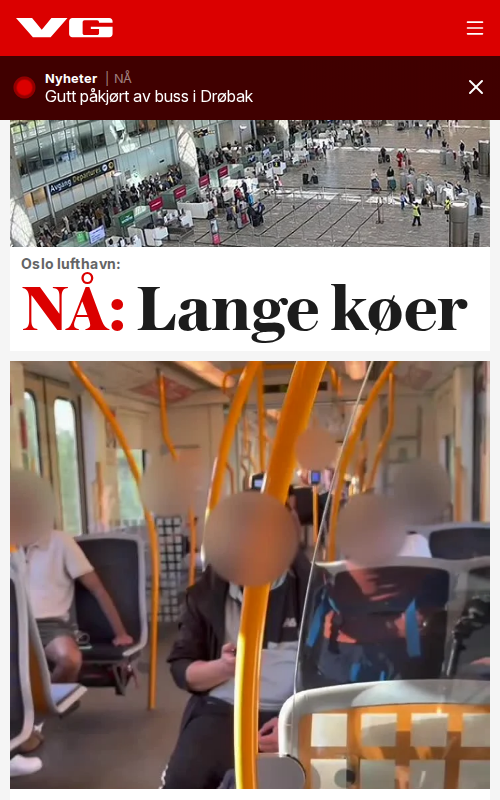 VG
Nyheter | NÅ
Gutt påkjørt av buss i Drøbak
Avgang Departures
Oslo lufthavn:
NÅ: Lange køer